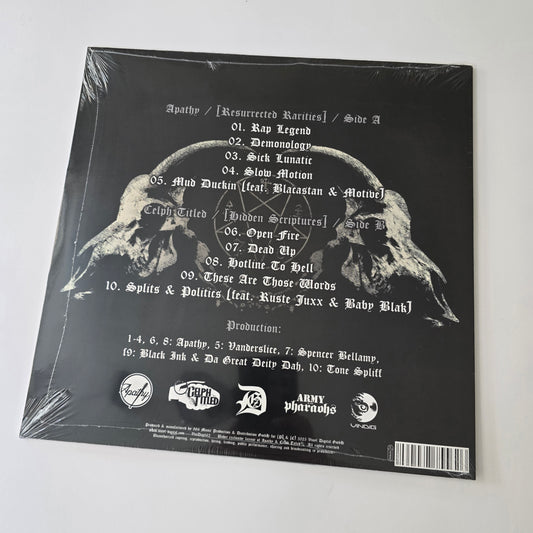 Apathy / [Resurrected Rarities] / Side A
01. Rap Legend
02. Demonology
03. Sick Lunatic
04. Slow Motion
05. Mud Duckin [feat. Blacastan & Motive]
Celph Titled / [Hidden Scriptures] / Side B
06. Open Fire
07. Dead Up
08. Hotline To Hell
09. These Are Those Words
10. Splits & Politics [feat. Ruste Juxx & Baby Blak]
Production:
1-4, 6, 8: Apathy, 5: Vanderslice, 7: Spencer Bellamy,
[9: Black Ink & Da Great Deity Dah, 10: Tone Spliff
Apathy
CELPH TITLED
ARMY
pharaohs
VINDIG